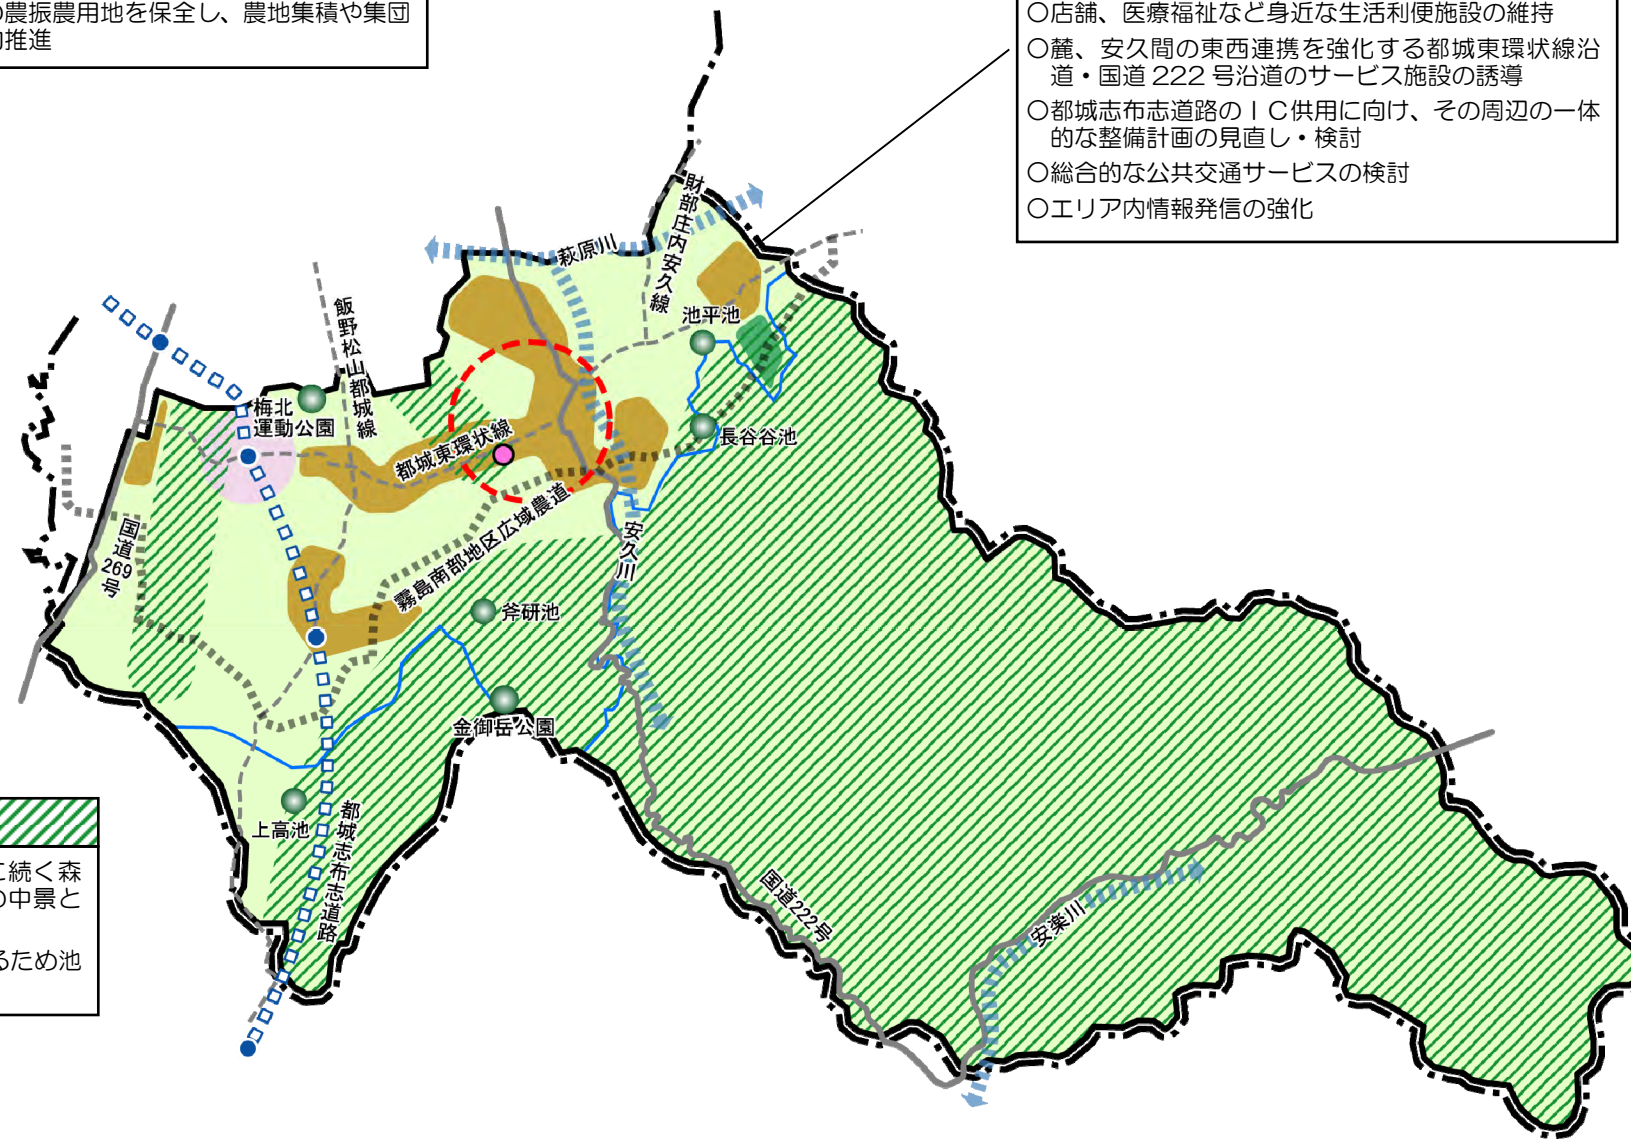 の農振農用地を保全し、農地集積や集団
的推進
○店舗、医療福祉など身近な生活利便施設の維持
○麓、安久間の東西連携を強化する都城東環状線沿
道・国道 222 号沿道のサービス施設の誘導
○都城志布志道路のIC供用に向け、その周辺の一体
的な整備計画の見直し・検討
○総合的な公共交通サービスの検討
○エリア内情報発信の強化
財部庄内安久線
萩原川
飯野松山都城線
池平池
梅北
運動公園
都城東環状線
長谷谷池
国道269号
霧島南部地区広域農道
安久川
斧研池
金御岳公園
上高池
都城志布志道路
国道222号
安楽川
に続く森
の中景と
るため池